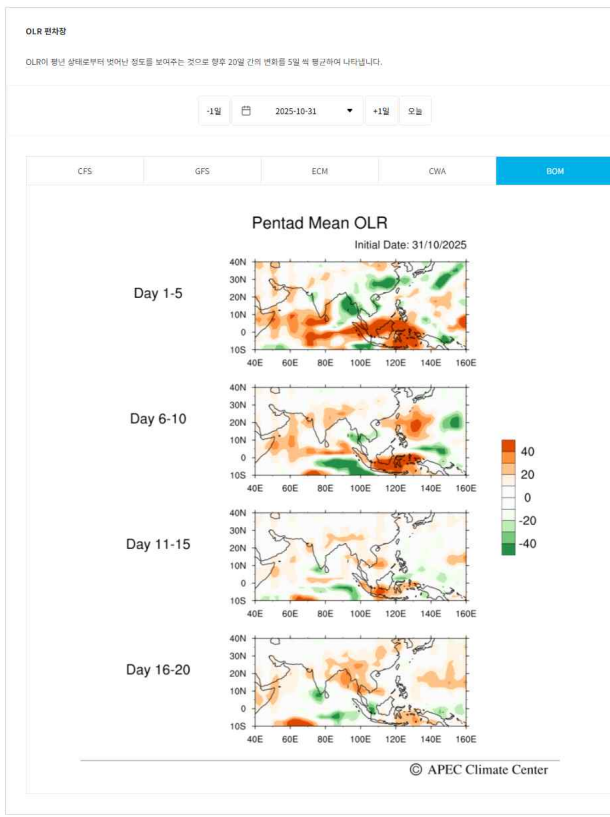 OLR 편차장
OLR이 평년 상태로부터 벗어난 정도를 보여주는 것으로 향후 20일 간의 변화를 5일 씩 평균하여 나타냅니다.
-1일 2025-10-31 +1일 오늘
CFS GFS ECM CWA BOM
Pentad Mean OLR
Initial Date: 31/10/2025
Day 1-5
40N
30N
20N
10N
0
10S
40E 60E 80E 100E 120E 140E 160E
Day 6-10
40N
30N
20N
10N
0
10S
40E 60E 80E 100E 120E 140E 160E
40
20
0
-20
-40
Day 11-15
40N
30N
20N
10N
0
10S
40E 60E 80E 100E 120E 140E 160E
Day 16-20
40N
30N
20N
10N
0
10S
40E 60E 80E 100E 120E 140E 160E
© APEC Climate Center